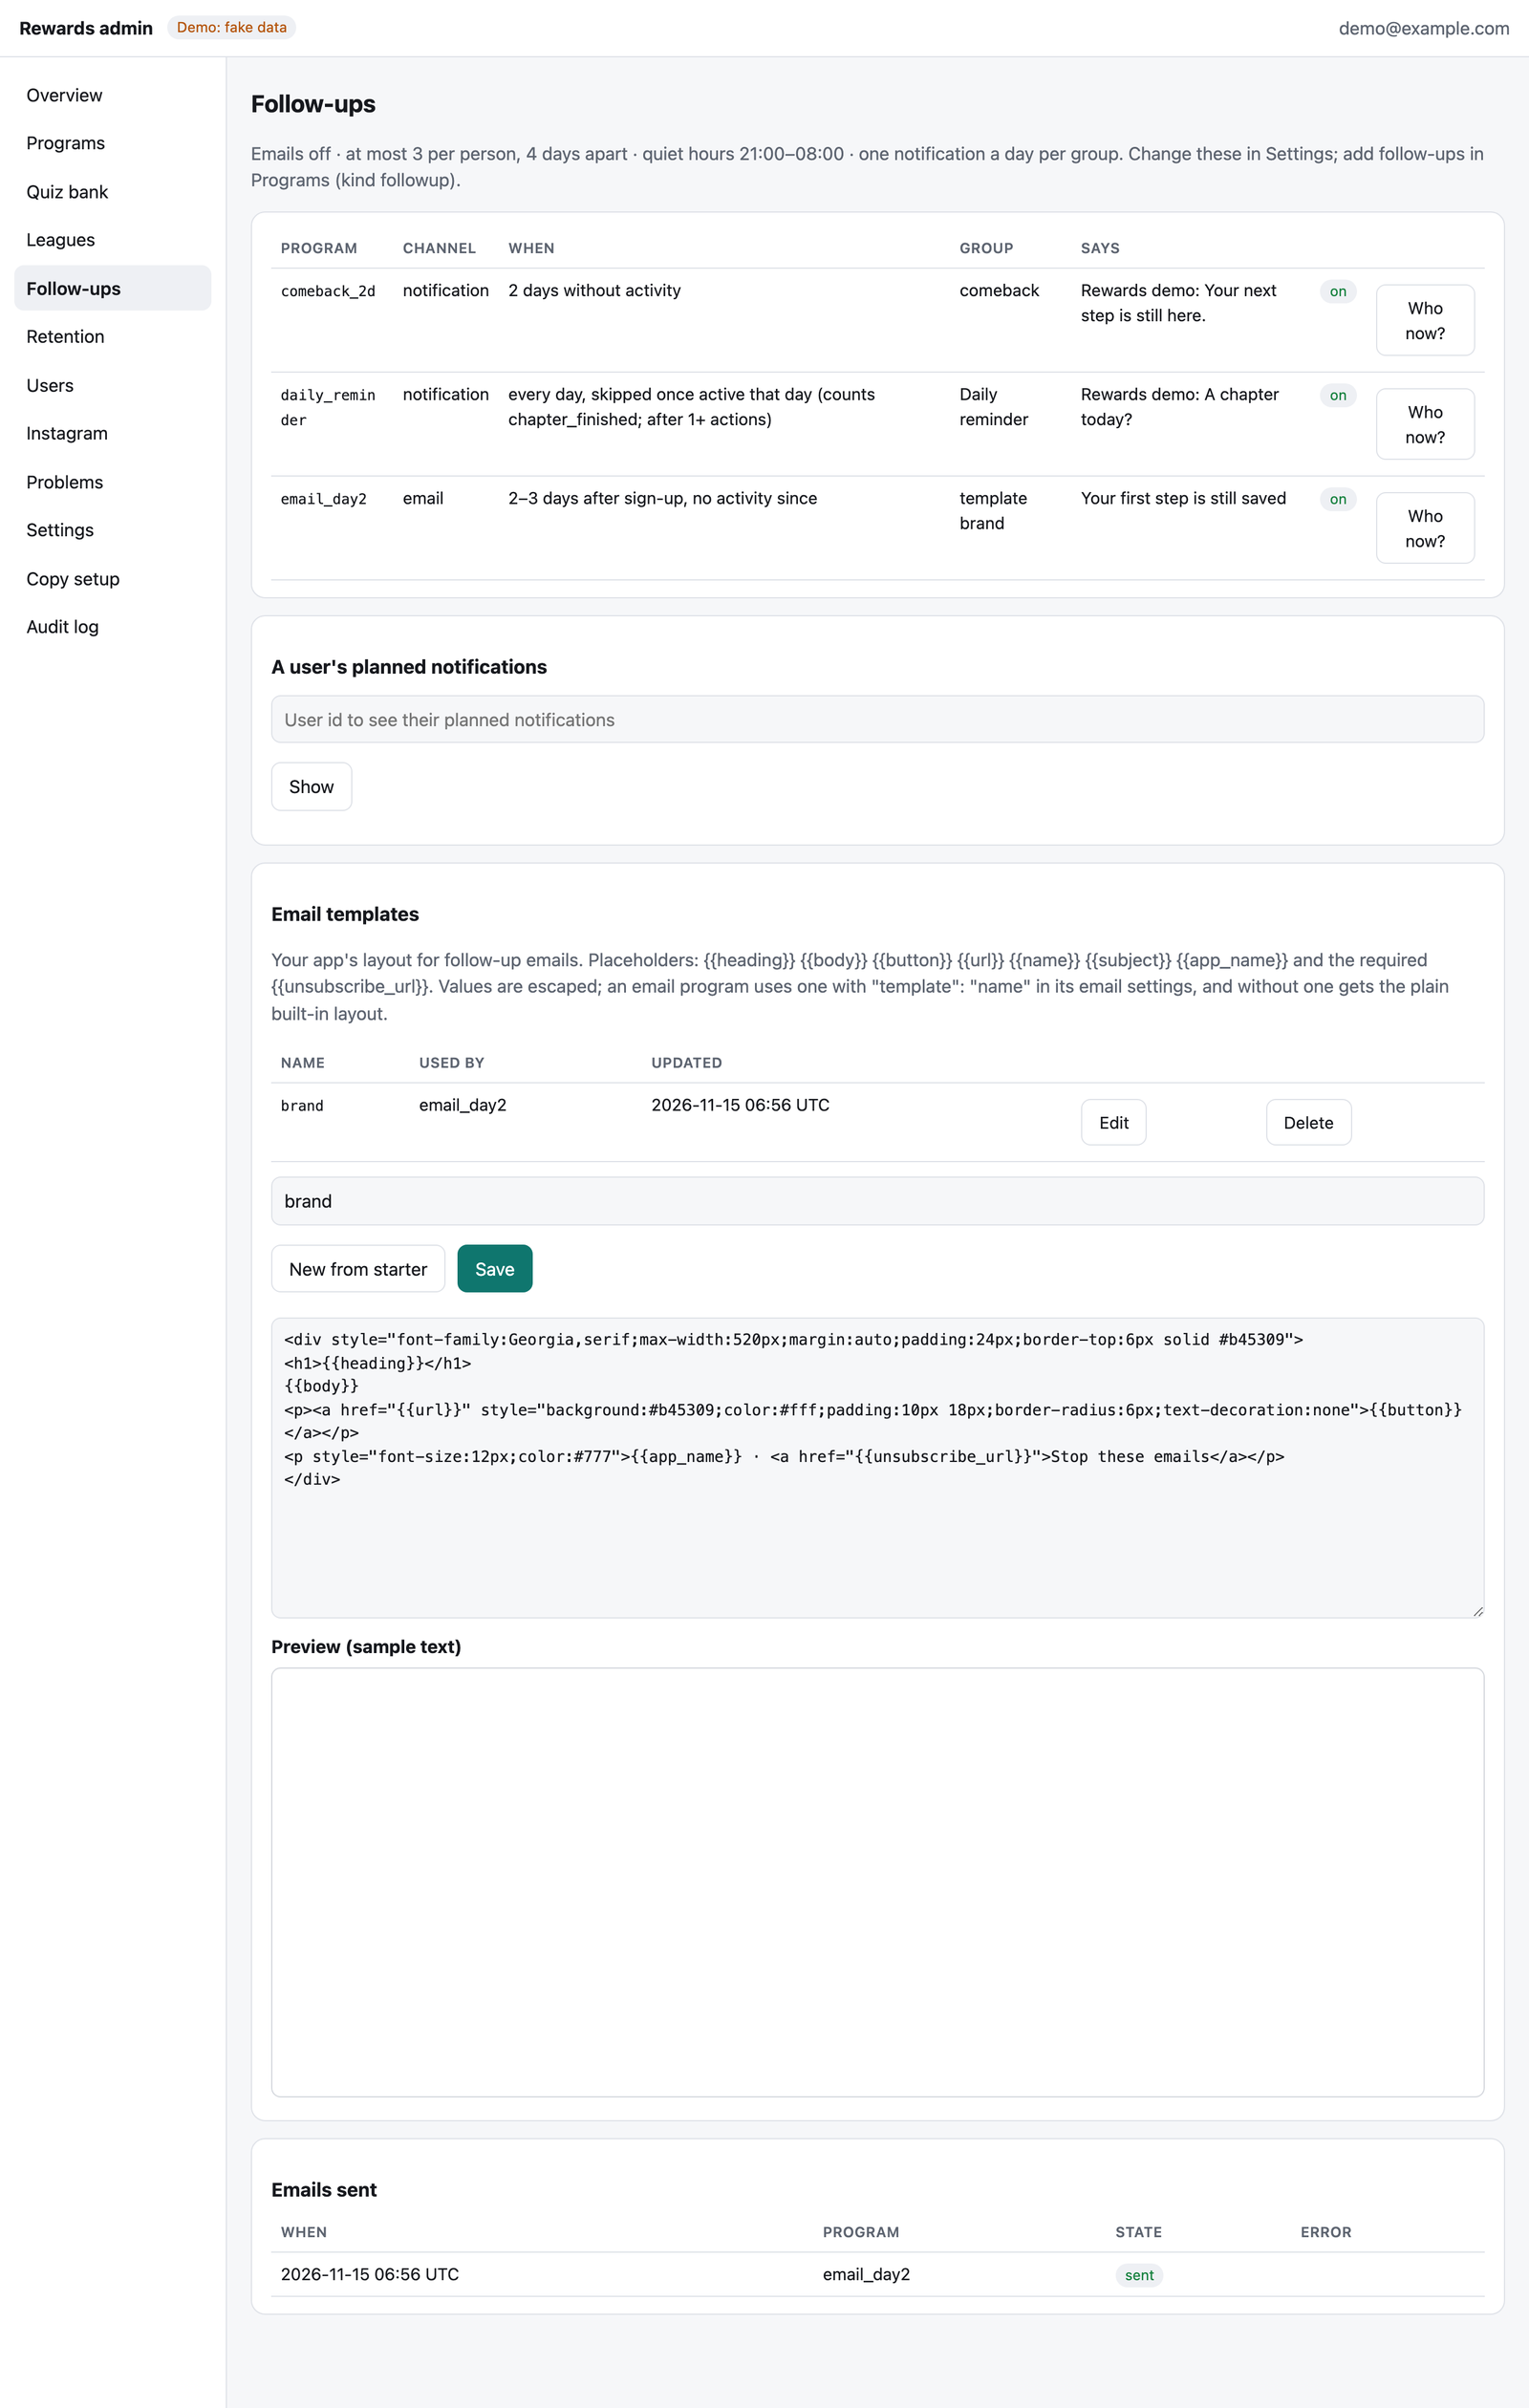 Rewards admin
Demo: fake data
demo@example.com
Overview
Programs
Quiz bank
Leagues
Follow-ups
Retention
Users
Instagram
Problems
Settings
Copy setup
Audit log
Follow-ups
Emails off · at most 3 per person, 4 days apart · quiet hours 21:00–08:00 · one notification a day per group. Change these in Settings; add follow-ups in
Programs (kind followup).
PROGRAM CHANNEL WHEN GROUP SAYS
comeback_2d notification 2 days without activity comeback Rewards demo: Your next on Who
step is still here. now?
daily_remin notification every day, skipped once active that day (counts Daily Rewards demo: A chapter on Who
der chapter_finished; after 1+ actions) reminder today? now?
email_day2 email 2–3 days after sign-up, no activity since template Your first step is still saved on Who
brand now?
A user's planned notifications
User id to see their planned notifications
Show
Email templates
Your app's layout for follow-up emails. Placeholders: {{heading}} {{body}} {{button}} {{url}} {{name}} {{subject}} {{app_name}} and the required
{{unsubscribe_url}}. Values are escaped; an email program uses one with "template": "name" in its email settings, and without one gets the plain
built-in layout.
NAME USED BY UPDATED
brand email_day2 2026-11-15 06:56 UTC Edit Delete
brand
New from starter Save
<div style="font-family:Georgia,serif;max-width:520px;margin:auto;padding:24px;border-top:6px solid #b45309">
<h1>{{heading}}</h1>
{{body}}
<p><a href="{{url}}" style="background:#b45309;color:#fff;padding:10px 18px;border-radius:6px;text-decoration:none">{{button}}
</a></p>
<p style="font-size:12px;color:#777">{{app_name}} · <a href="{{unsubscribe_url}}">Stop these emails</a></p>
</div>
Preview (sample text)
Emails sent
WHEN PROGRAM STATE ERROR
2026-11-15 06:56 UTC email_day2 sent